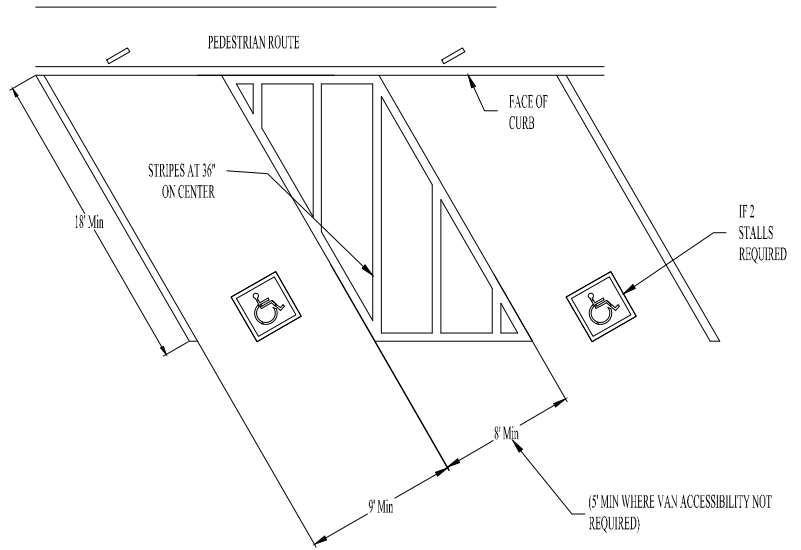 PEDESTRIAN ROUTE
FACE OF
CURB
STRIPES AT 36"
ON CENTER
18' Min
IF 2
STALLS
REQUIRED
8' Min
9' Min
(5' MIN WHERE VAN ACCESSIBILITY NOT
REQUIRED)